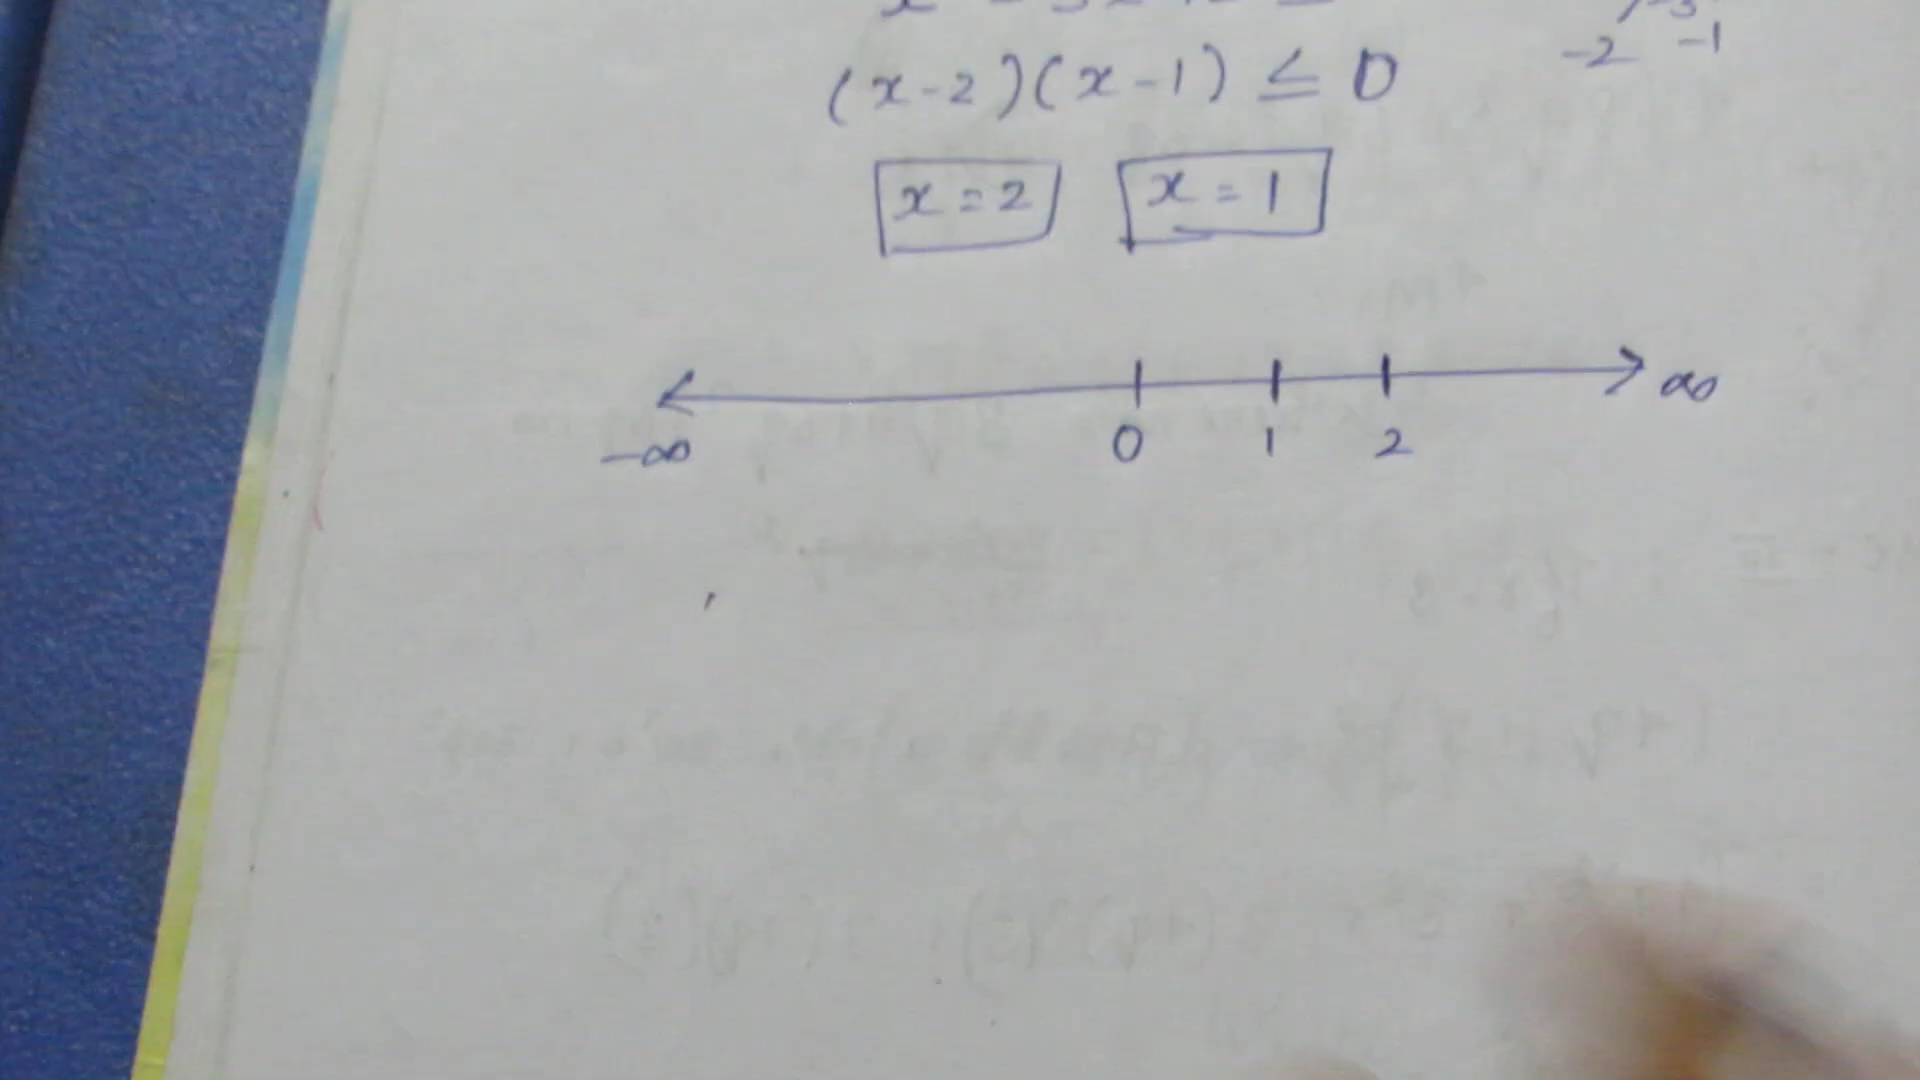 -2 -1
(x-2)(x-1) ≤ 0
x = 2 x = 1
-∞ 0 1 2 ∞